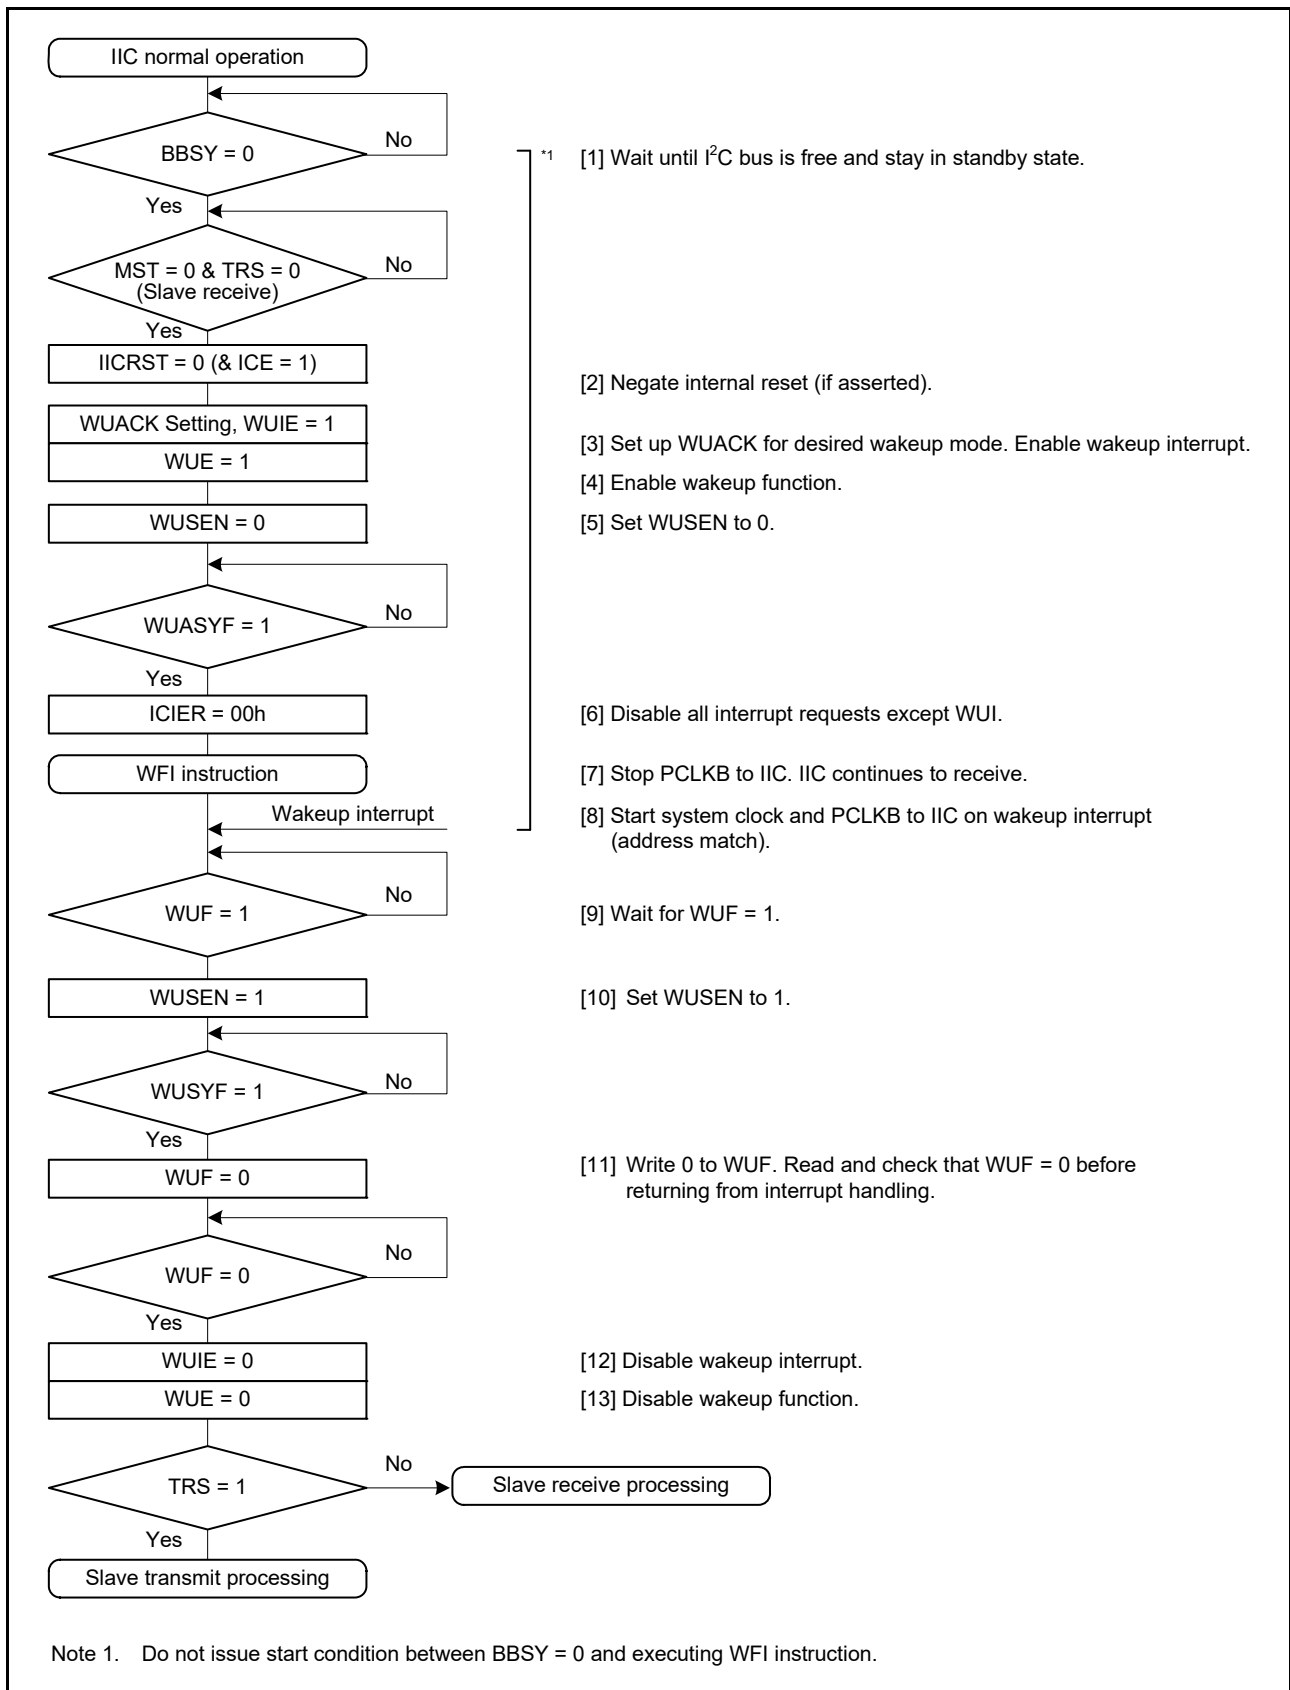 IIC normal operation
BBSY = 0
No
*1
[1] Wait until I²C bus is free and stay in standby state.
Yes
MST = 0 & TRS = 0
(Slave receive)
No
Yes
IICRST = 0 (& ICE = 1)
[2] Negate internal reset (if asserted).
WUACK Setting, WUIE = 1
[3] Set up WUACK for desired wakeup mode. Enable wakeup interrupt.
WUE = 1
[4] Enable wakeup function.
WUSEN = 0
[5] Set WUSEN to 0.
WUASYF = 1
No
Yes
ICIER = 00h
[6] Disable all interrupt requests except WUI.
WFI instruction
[7] Stop PCLKB to IIC. IIC continues to receive.
Wakeup interrupt
[8] Start system clock and PCLKB to IIC on wakeup interrupt
(address match).
No
WUF = 1
[9] Wait for WUF = 1.
WUSEN = 1
[10] Set WUSEN to 1.
WUSYF = 1
No
Yes
WUF = 0
[11] Write 0 to WUF. Read and check that WUF = 0 before
returning from interrupt handling.
No
WUF = 0
Yes
WUIE = 0
[12] Disable wakeup interrupt.
WUE = 0
[13] Disable wakeup function.
No
TRS = 1
Slave receive processing
Yes
Slave transmit processing
Note 1. Do not issue start condition between BBSY = 0 and executing WFI instruction.